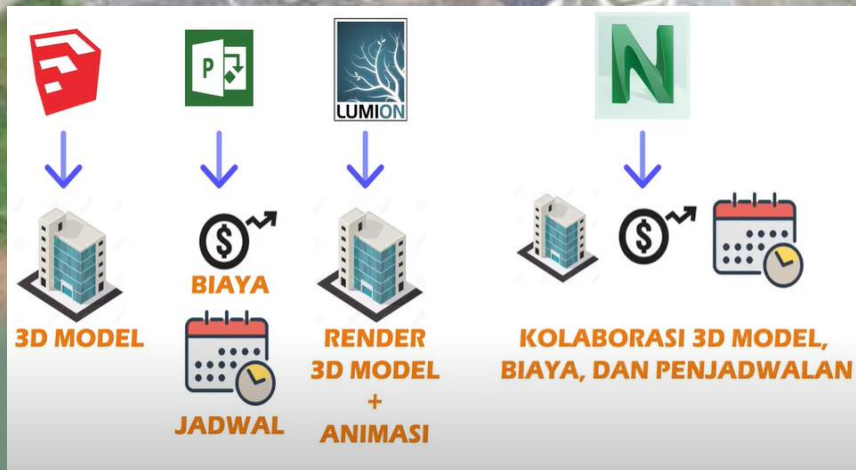 P
LUMION
N
$
BIAYA
$
3D MODEL
JADWAL
RENDER
3D MODEL
+
ANIMASI
KOLABORASI 3D MODEL,
BIAYA, DAN PENJADWALAN